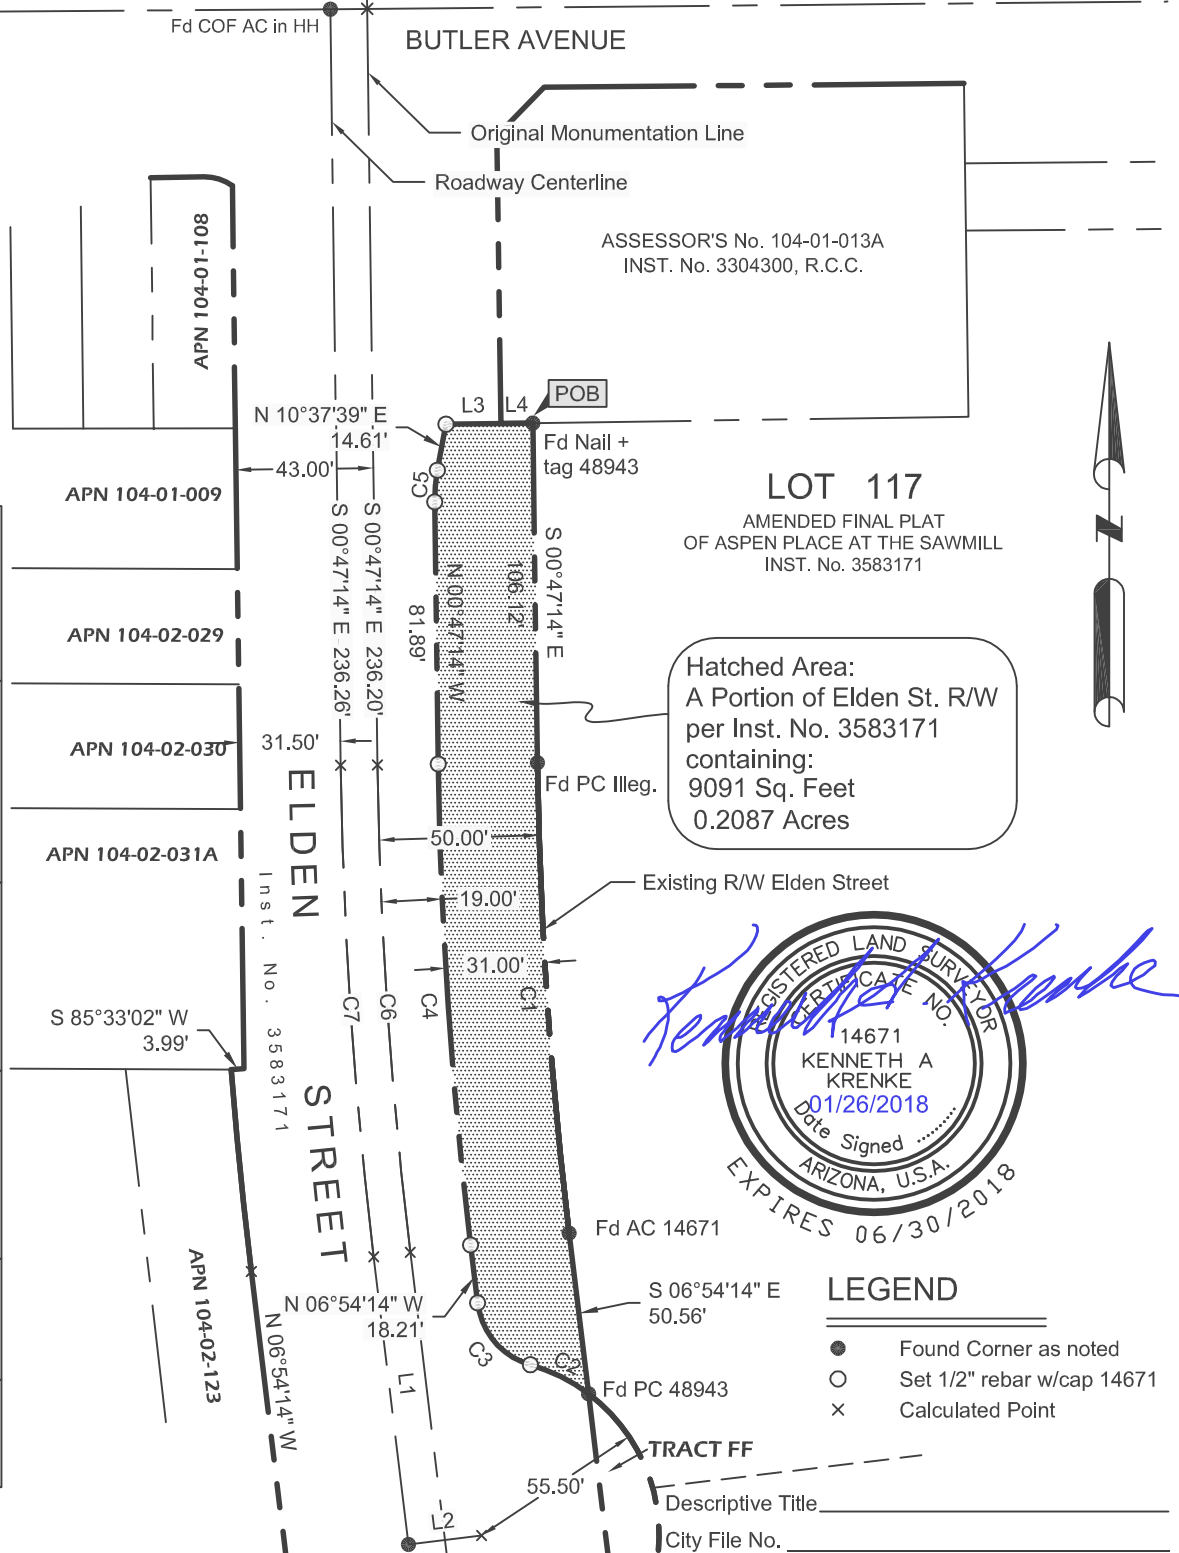 Fd COF AC in HH
BUTLER AVENUE
Original Monumentation Line
Roadway Centerline
APN 104-01-108
ASSESSOR'S No. 104-01-013A
INST. No. 3304300, R.C.C.
POB
L3
L4
N 10°37'39" E
14.61'
Fd Nail +
tag 48943
43.00'
C5
APN 104-01-009
LOT 117
AMENDED FINAL PLAT
OF ASPEN PLACE AT THE SAWMILL
INST. No. 3583171
S 00°47'14" E 236.26'
S 00°47'14" E 236.20'
N 00°47'14" W
81.89'
S 00°47'14" E
106.12'
APN 104-02-029
Hatched Area:
A Portion of Elden St. R/W
per Inst. No. 3583171
containing:
9091 Sq. Feet
0.2087 Acres
APN 104-02-030
31.50'
Fd PC Illeg.
ELDEN STREET
Inst. No. 3583171
50.00'
APN 104-02-031A
Existing R/W Elden Street
19.00'
31.00'
C7
C6
C4
C1
S 85°33'02" W
3.99'
REGISTERED LAND SURVEYOR
CERTIFICATE NO.
14671
KENNETH A
KRENKE
01/26/2018
Date Signed
ARIZONA, U.S.A.
EXPIRES 06/30/2018
Kenneth A Krenke
Fd AC 14671
APN 104-02-123
N 06°54'14" W
N 06°54'14" W
18.21'
S 06°54'14" E
50.56'
C3
C2
L1
Fd PC 48943
LEGEND
Found Corner as noted
Set 1/2" rebar w/cap 14671
Calculated Point
TRACT FF
55.50'
L2
Descriptive Title
City File No.
N